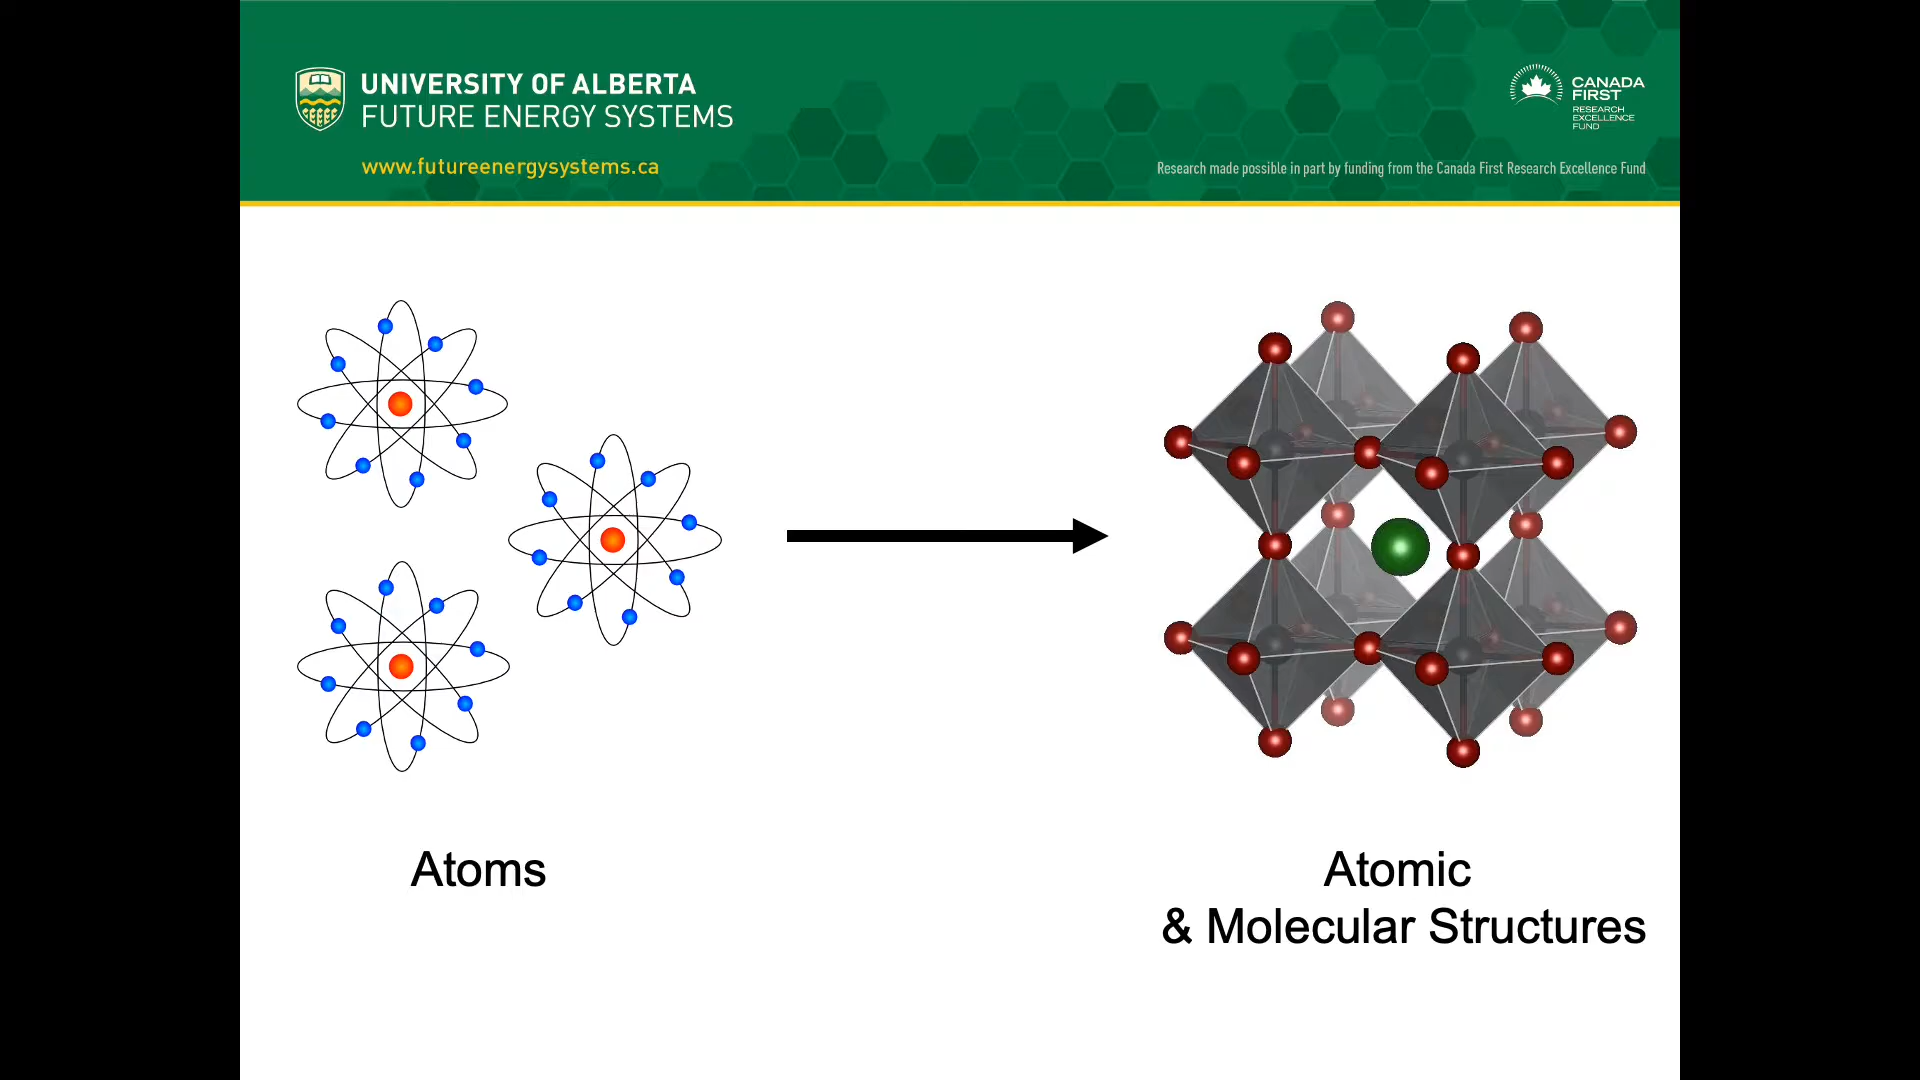 UNIVERSITY OF ALBERTA
FUTURE ENERGY SYSTEMS
www.futureenergysystems.ca
CANADA
FIRST
RESEARCH
EXCELLENCE
FUND
Research made possible in part by funding from the Canada First Research Excellence Fund
Atoms
Atomic
& Molecular Structures